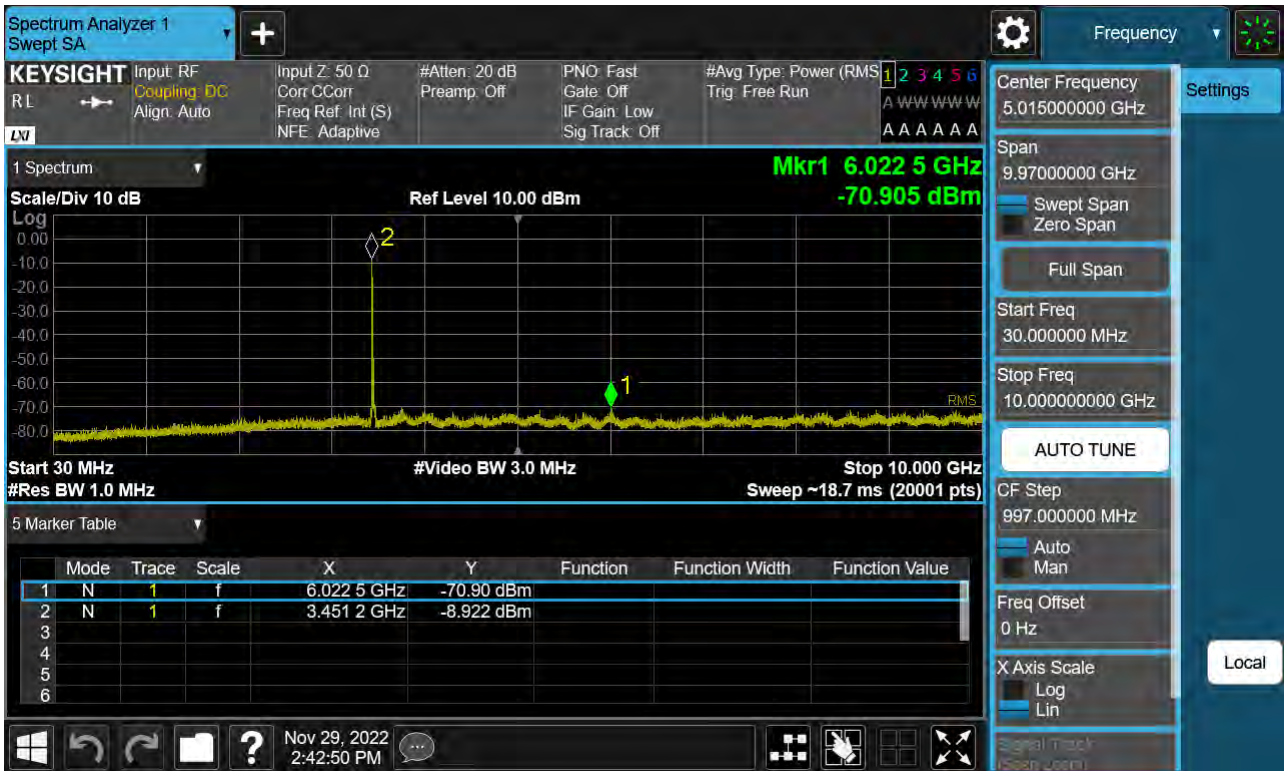 Spectrum Analyzer 1
Swept SA
Frequency
KEYSIGHT
RL
LXI
Input: RF
Coupling: DC
Align: Auto
Input Z: 50 Ω
Corr CCorr
Freq Ref: Int (S)
NFE: Adaptive
#Atten: 20 dB
Preamp: Off
PNO: Fast
Gate: Off
IF Gain: Low
Sig Track: Off
#Avg Type: Power (RMS
Trig: Free Run
1 2 3 4 5 6
A W W W W W
A A A A A A
1 Spectrum
Mkr1 6.022 5 GHz
-70.905 dBm
Scale/Div 10 dB
Ref Level 10.00 dBm
Log
0.00
-10.0
-20.0
-30.0
-40.0
-50.0
-60.0
-70.0
-80.0
2
1
RMS
Start 30 MHz
#Video BW 3.0 MHz
Stop 10.000 GHz
#Res BW 1.0 MHz
Sweep ~18.7 ms (20001 pts)
5 Marker Table
Mode Trace Scale X Y Function Function Width Function Value
1 N 1 f 6.022 5 GHz -70.90 dBm
2 N 1 f 3.451 2 GHz -8.922 dBm
3
4
5
6
?
Nov 29, 2022
2:42:50 PM
Center Frequency
5.015000000 GHz
Span
9.97000000 GHz
Swept Span
Zero Span
Full Span
Start Freq
30.000000 MHz
Stop Freq
10.000000000 GHz
AUTO TUNE
CF Step
997.000000 MHz
Auto
Man
Freq Offset
0 Hz
X Axis Scale
Log
Lin
Signal Track
(Span Zoom)
Settings
Local